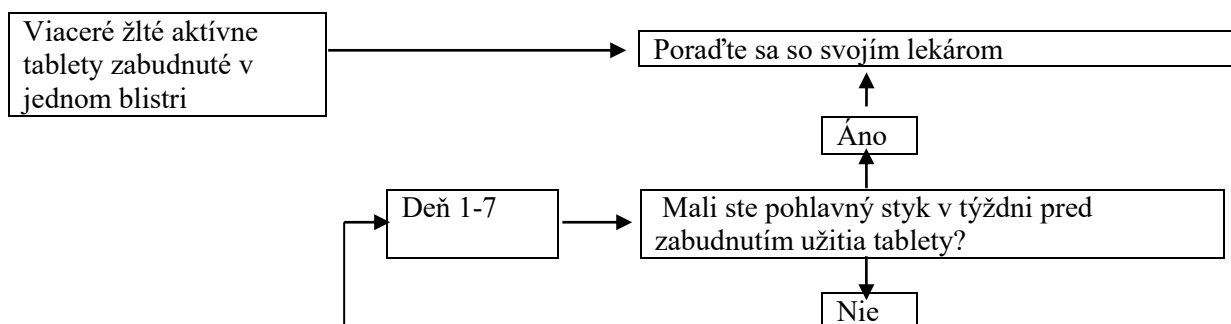 Viaceré žlté aktívne
tablety zabudnuté v
jednom blistri
Poraďte sa so svojím lekárom
Áno
Deň 1-7
Mali ste pohlavný styk v týždni pred
zabudnutím užitia tablety?
Nie